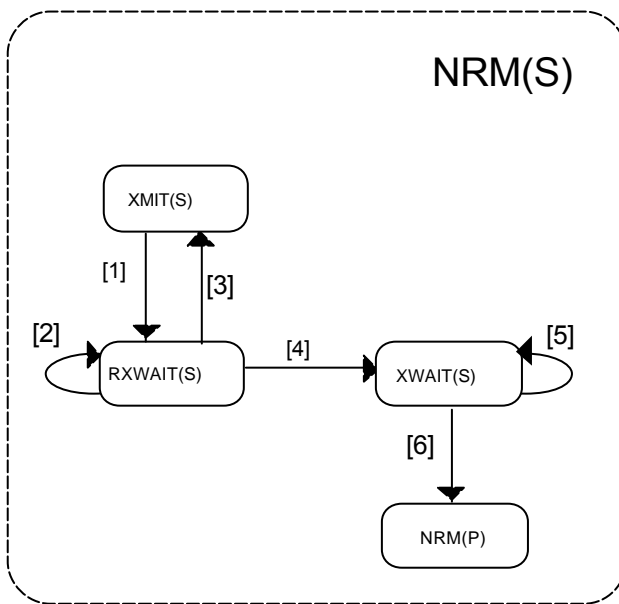 NRM(S)
XMIT(S)
[1]
[3]
[2]
RXWAIT(S)
[4]
[5]
XWAIT(S)
[6]
NRM(P)